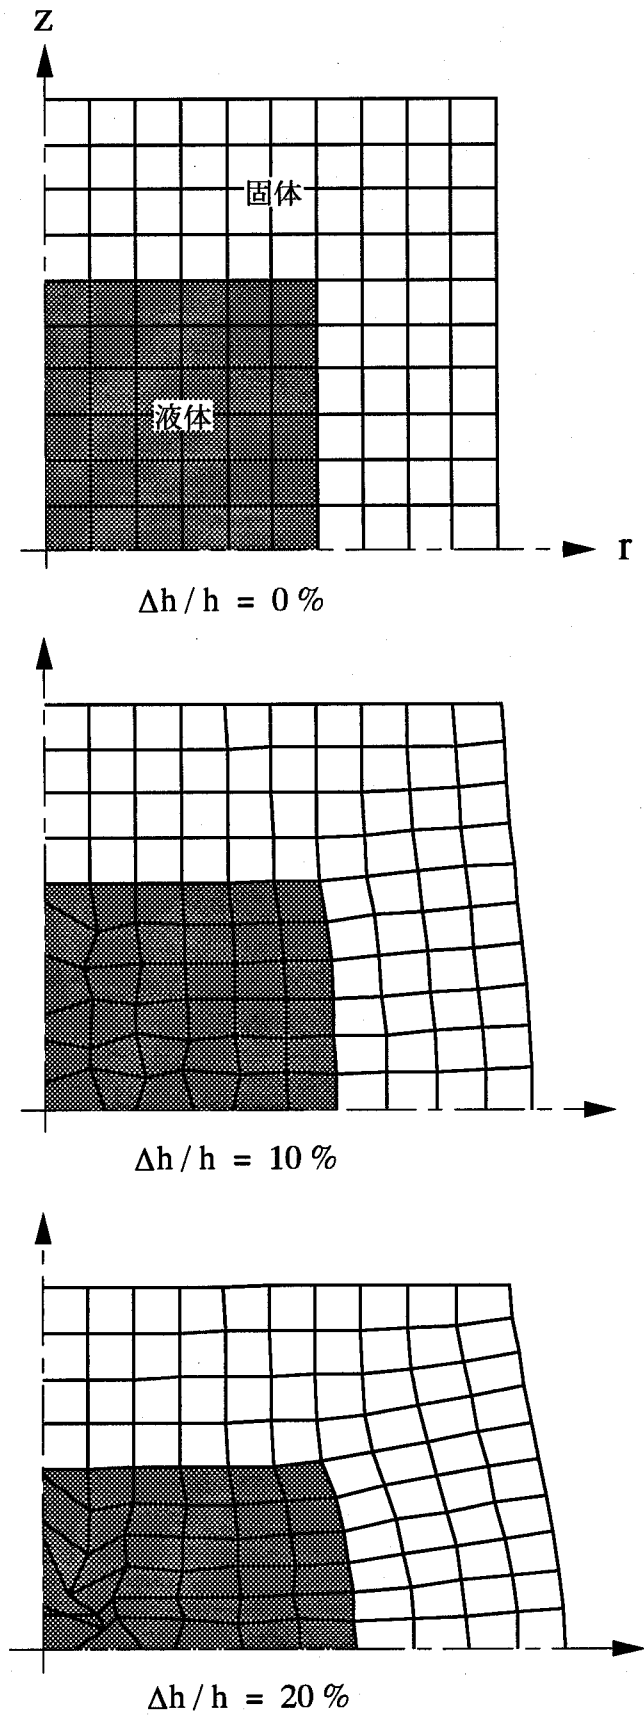 z
固体
液体
r
Δh / h = 0 %
Δh / h = 10 %
Δh / h = 20 %